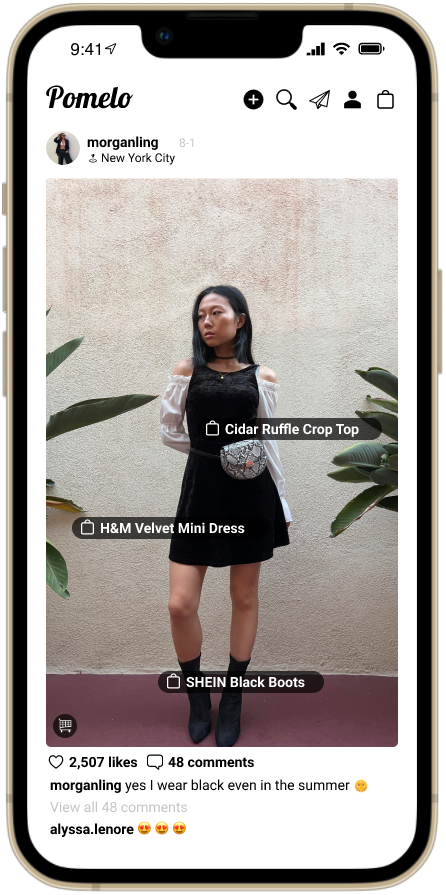 9:41
Pomelo
morganling 8-1
New York City
Cidar Ruffle Crop Top
H&M Velvet Mini Dress
SHEIN Black Boots
2,507 likes 48 comments
morganling yes I wear black even in the summer 🌞
View all 48 comments
alyssa.lenore 😍 😍 😍